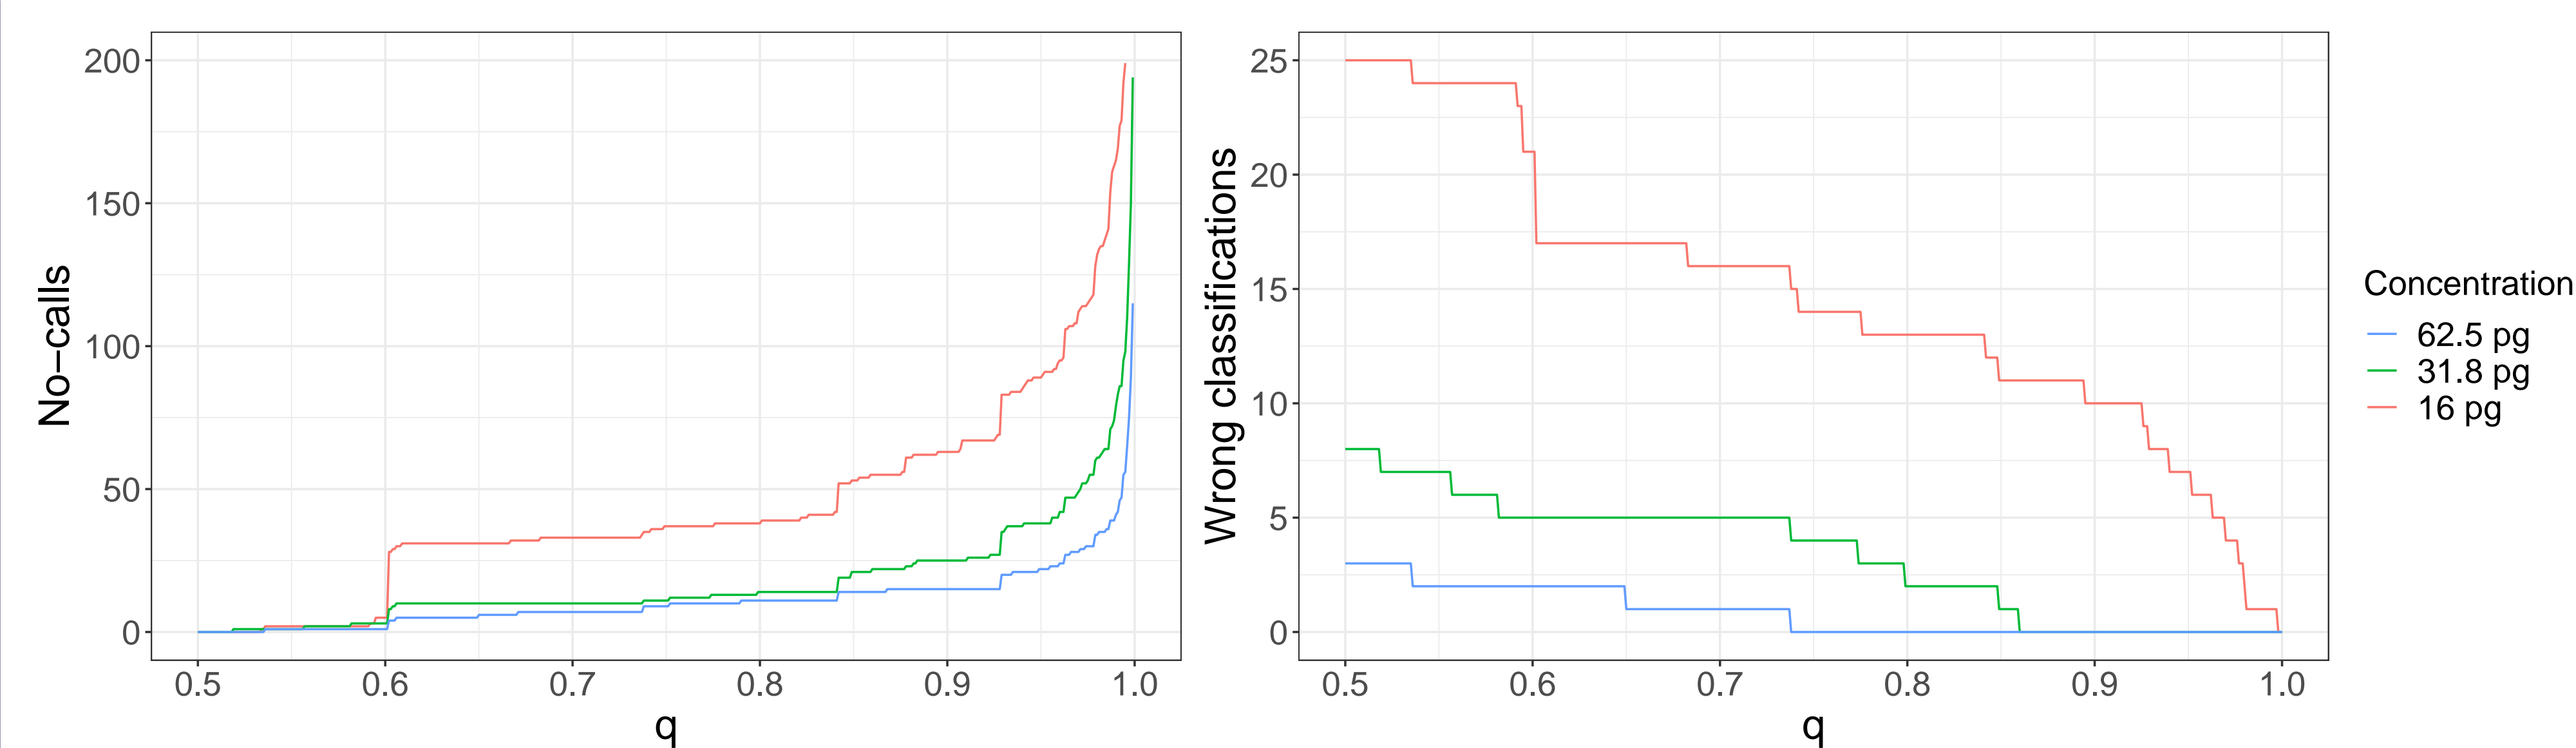 No−calls
200
150
100
50
0
0.5 0.6 0.7 0.8 0.9 1.0
q
Wrong classifications
25
20
15
10
5
0
0.5 0.6 0.7 0.8 0.9 1.0
q
Concentration
62.5 pg
31.8 pg
16 pg